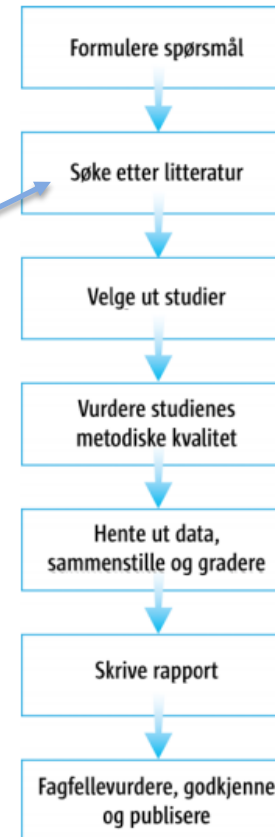 Formulere spørsmål
Søke etter litteratur
Velge ut studier
Vurdere studienes
metodiske kvalitet
Hente ut data,
sammenstille og gradere
Skrive rapport
Fagfellevurdere, godkjenne
og publisere